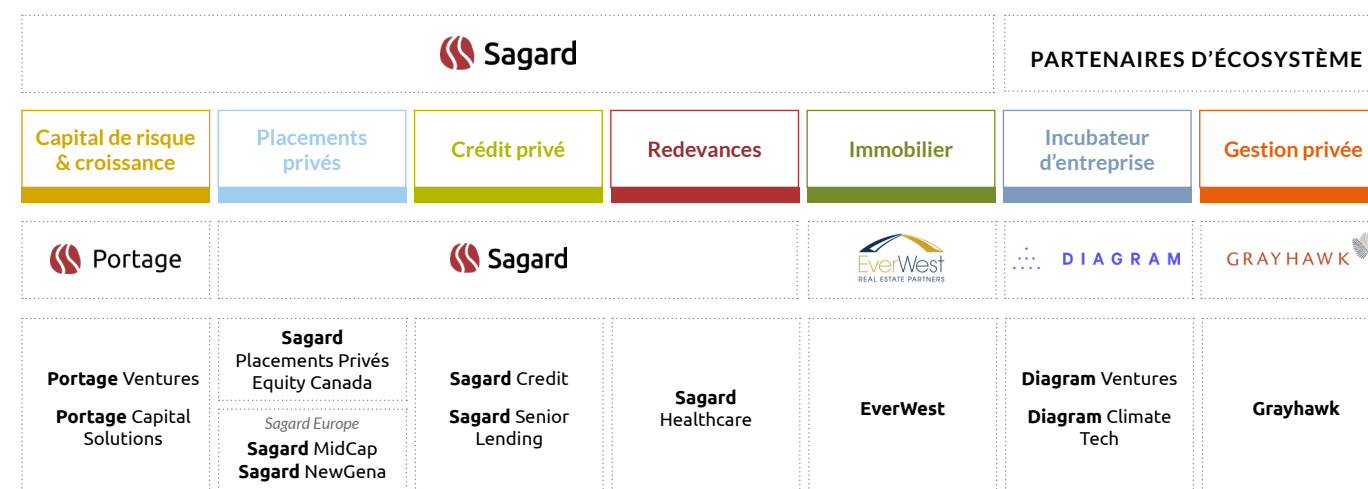 Sagard
PARTENAIRES D'ÉCOSYSTÈME
Capital de risque
& croissance
Placements
privés
Crédit privé
Redevances
Immobilier
Incubateur
d'entreprise
Gestion privée
Portage
Sagard
EverWest
REAL ESTATE PARTNERS
DIAGRAM
GRAYHAWK
Portage Ventures
Portage Capital
Solutions
Sagard
Placements Privés
Equity Canada
Sagard Europe
Sagard MidCap
Sagard NewGena
Sagard Credit
Sagard Senior
Lending
Sagard
Healthcare
EverWest
Diagram Ventures
Diagram Climate
Tech
Grayhawk